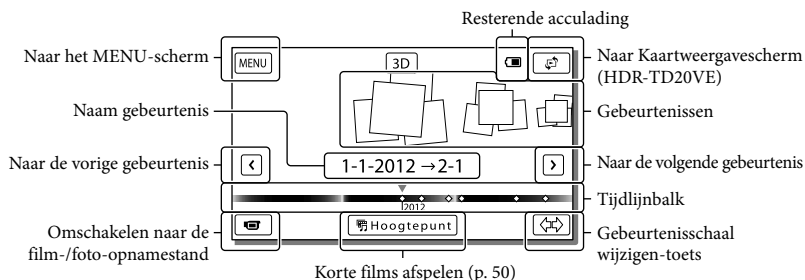 Resterende acculading
Naar het MENU-scherm
MENU
3D
Naar Kaartweergavescherm
(HDR-TD20VE)
Naam gebeurtenis
Gebeurtenissen
Naar de vorige gebeurtenis
1-1-2012 →2-1
Naar de volgende gebeurtenis
2012
Tijdlijnbalk
Omschakelen naar de
film-/foto-opnamestand
Hoogtepunt
Gebeurtenisschaal
wijzigen-toets
Korte films afspelen (p. 50)